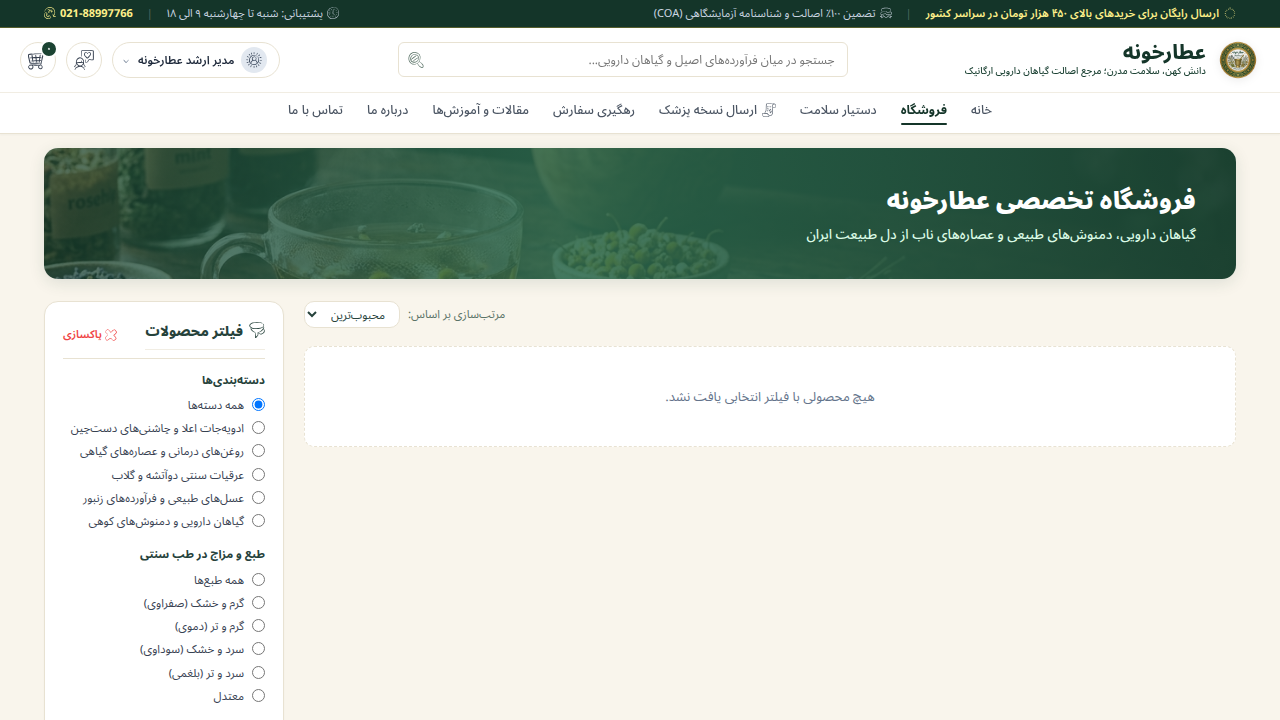 ارسال رایگان برای خریدهای بالای ۴۵۰ هزار تومان در سراسر کشور
تضمین ۱۰۰٪ اصالت و شناسنامه آزمایشگاهی (COA)
پشتیبانی: شنبه تا چهارشنبه ۹ الی ۱۸
021-88997766
عطارخونه
دانش کهن، سلامت مدرن؛ مرجع اصالت گیاهان دارویی ارگانیک
جستجو در میان فرآورده‌های اصیل و گیاهان دارویی...
مدیر ارشد عطارخونه
۰
خانه
فروشگاه
دستیار سلامت
ارسال نسخه پزشک
رهگیری سفارش
مقالات و آموزش‌ها
درباره ما
تماس با ما
mint
فروشگاه تخصصی عطارخونه
گیاهان دارویی، دمنوش‌های طبیعی و عصاره‌های ناب از دل طبیعت ایران
مرتب‌سازی بر اساس:
محبوب‌ترین
هیچ محصولی با فیلتر انتخابی یافت نشد.
فیلتر محصولات
پاکسازی
دسته‌بندی‌ها
همه دسته‌ها
ادویه‌جات اعلا و چاشنی‌های دست‌چین
روغن‌های درمانی و عصاره‌های گیاهی
عرقیات سنتی دوآتشه و گلاب
عسل‌های طبیعی و فرآورده‌های زنبور
گیاهان دارویی و دمنوش‌های کوهی
طبع و مزاج در طب سنتی
همه طبع‌ها
گرم و خشک (صفراوی)
گرم و تر (دموی)
سرد و خشک (سوداوی)
سرد و تر (بلغمی)
معتدل